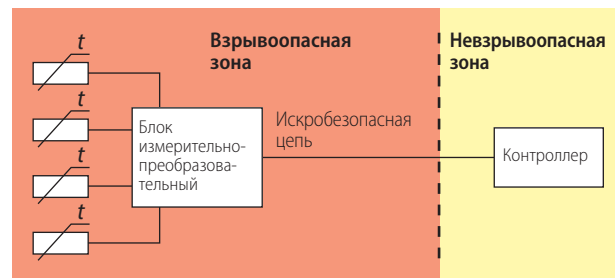 t
t
t
t
Взрывоопасная
зона
Невзрывоопасная
зона
Блок
измерительно-
преобразова-
тельный
Искробезопасная
цепь
Контроллер